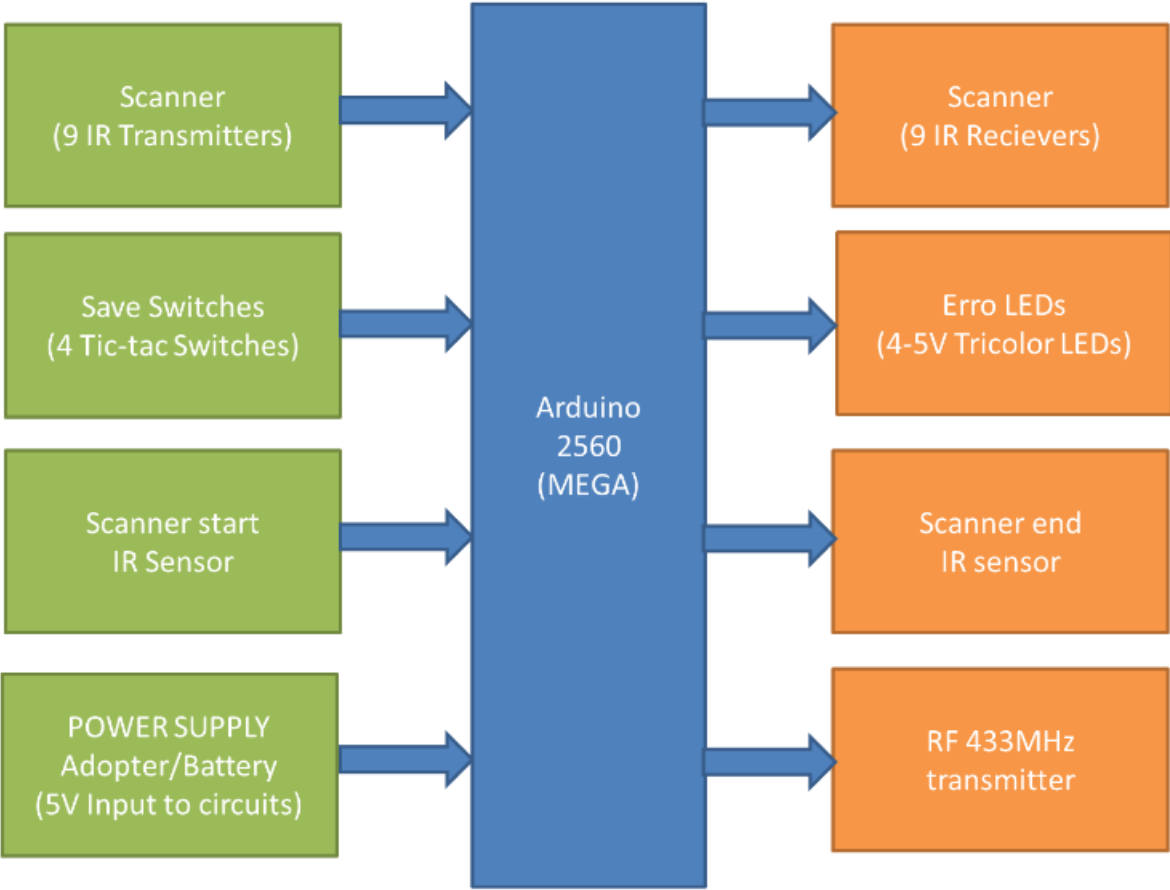 Scanner
(9 IR Transmitters)
Save Switches
(4 Tic-tac Switches)
Scanner start
IR Sensor
POWER SUPPLY
Adopter/Battery
(5V Input to circuits)
Arduino
2560
(MEGA)
Scanner
(9 IR Recievers)
Erro LEDs
(4-5V Tricolor LEDs)
Scanner end
IR sensor
RF 433MHz
transmitter